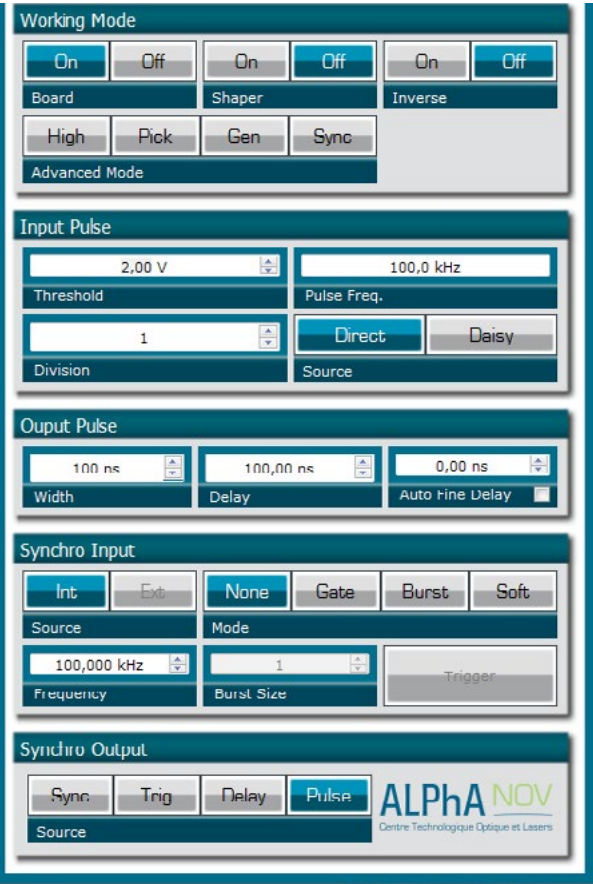 Working Mode
On Off On Off On Off
Board Shaper Inverse
High Pick Gen Sync
Advanced Mode
Input Pulse
2,00 V 100,0 kHz
Threshold Pulse Freq.
1 Direct Daisy
Division Source
Ouput Pulse
100 ns 100,00 ns 0,00 ns
Width Delay Auto Fine Delay
Synchro Input
Int Ext None Gate Burst Soft
Source Mode
100,000 kHz 1 Trigger
Frequency Burst Size
Synchro Output
Sync Trig Delay Pulse ALPhA NOV
Source Centre Technologique Optique et Lasers